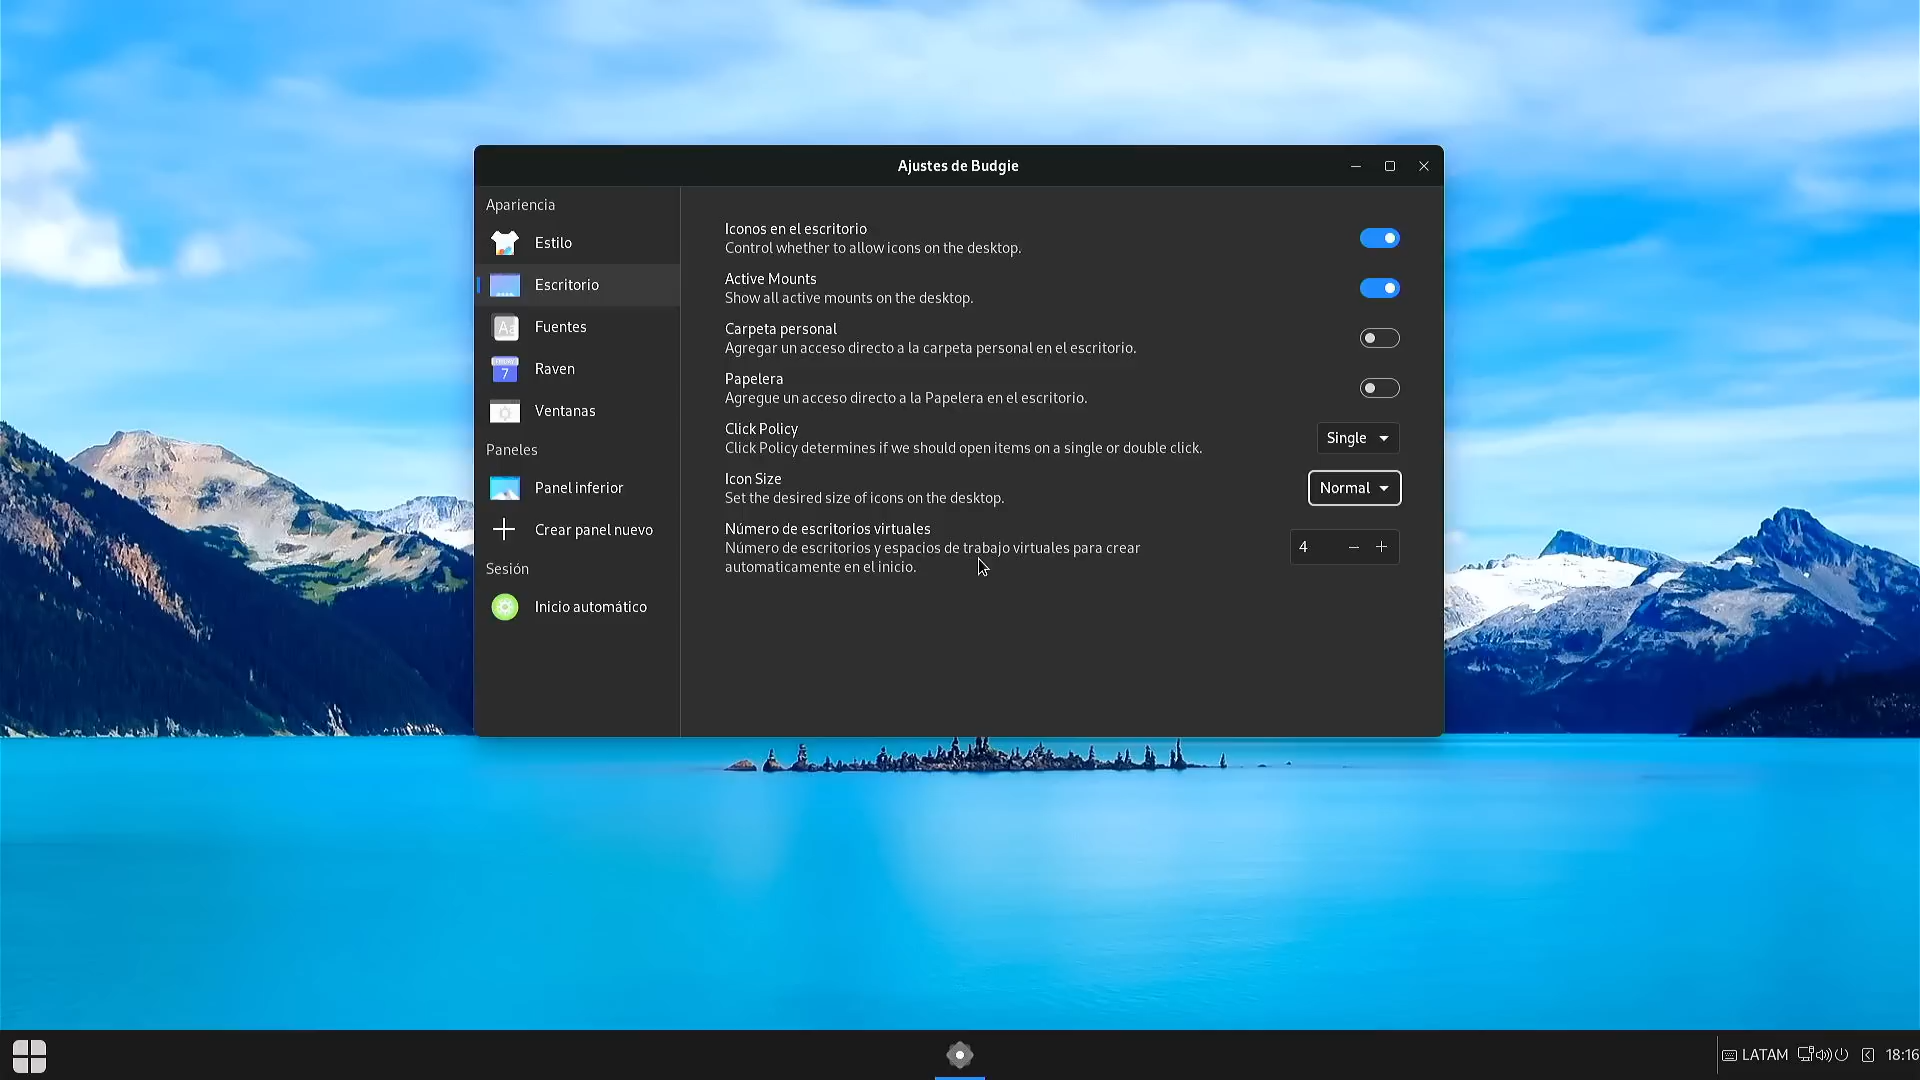 Ajustes de Budgie
Apariencia
Estilo
Escritorio
Fuentes
Raven
Ventanas
Paneles
Panel inferior
Crear panel nuevo
Sesión
Inicio automático
Iconos en el escritorio
Control whether to allow icons on the desktop.
Active Mounts
Show all active mounts on the desktop.
Carpeta personal
Agregar un acceso directo a la carpeta personal en el escritorio.
Papelera
Agregue un acceso directo a la Papelera en el escritorio.
Click Policy
Click Policy determines if we should open items on a single or double click.
Single
Icon Size
Set the desired size of icons on the desktop.
Normal
Número de escritorios virtuales
Número de escritorios y espacios de trabajo virtuales para crear
automaticamente en el inicio.
4
LATAM
18:16